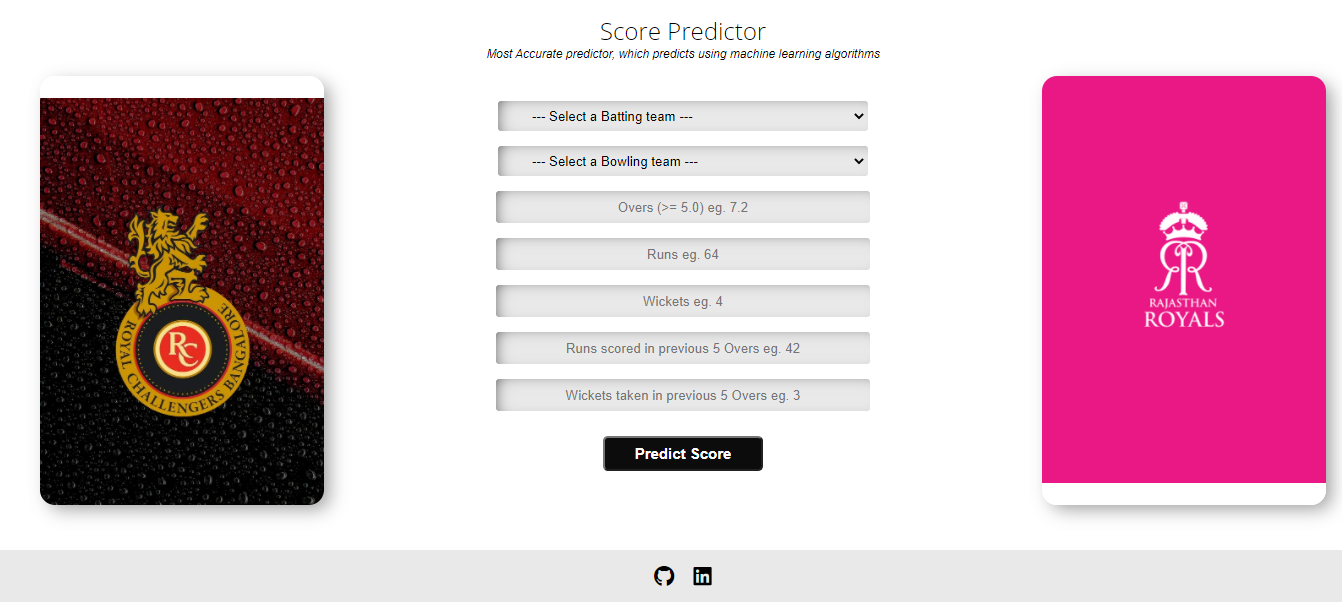 Score Predictor
Most Accurate predictor, which predicts using machine learning algorithms
--- Select a Batting team ---
--- Select a Bowling team ---
Overs (>= 5.0) eg. 7.2
Runs eg. 64
Wickets eg. 4
Runs scored in previous 5 Overs eg. 42
Wickets taken in previous 5 Overs eg. 3
Predict Score
RC
ROYAL CHALLENGERS BANGALORE
RAJASTHAN
ROYALS
in